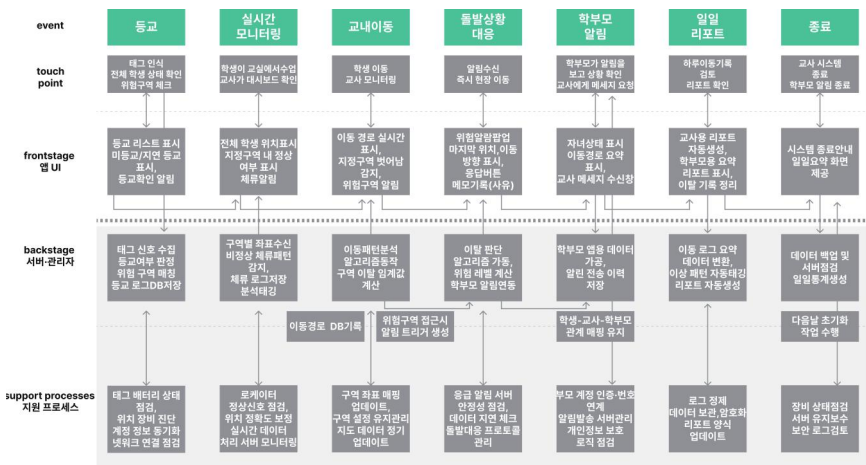 event
등교
실시간
모니터링
교내이동
돌발상황
대응
학부모
알림
일일
리포트
종료
touch
point
태그 인식
전체 학생 상태 확인
위험구역 체크
학생이 교실에서수업
교사가 대시보드 확인
학생 이동
교사 모니터링
알림수신
즉시 현장 이동
학부모가 알림을
보고 상황 확인
교사에게 메세지 요청
하루이동기록
검토
리포트 확인
교사 시스템
종료
학부모 알림 종료
frontstage
앱 UI
등교 리스트 표시
미등교/지연 등교
표시,
등교확인 알림
전체 학생 위치표시
지정구역 내 정상
여부 표시
체류알림
이동 경로 실시간
표시,
지정구역 벗어남
감지,
위험구역 알림
위험알람팝업
마지막 위치,이동
방향 표시,
응답버튼
메모기록(사유)
자녀상태 표시
이동경로 요약
표시,
교사 메세지 수신창
교사용 리포트
자동생성,
학부모용 요약
리포트 표시,
이탈 기록 정리
시스템 종료안내
일일요약 화면
제공
backstage
서버·관리자
태그 신호 수집
등교여부 판정
위험 구역 매칭
등교 로그DB저장
구역별 좌표수신
비정상 체류패턴
감지,
체류 로그저장
분석태깅
이동패턴분석
알고리즘동작
구역 이탈 임계값
계산
이탈 판단
알고리즘 가동,
위험 레벨 계산
학부모 알림연동
학부모 앱용 데이터
가공,
알린 전송 이력
저장
이동 로그 요약
데이터 변환,
이상 패턴 자동태깅
리포트 자동생성
데이터 백업 및
서버점검
일일통계생성
이동경로 DB기록
위험구역 접근시
알림 트리거 생성
학생-교사-학부모
관계 매핑 유지
다음날 초기화
작업 수행
support processes
지원 프로세스
태그 배터리 상태
점검,
위치 장비 진단
계정 정보 동기화
넷워크 연결 점검
로케이터
정상신호 점검,
위치 정확도 보정
실시간 데이터
처리 서버 모니터링
구역 좌표 매핑
업데이트,
구역 설정 유지관리
지도 데이터 정기
업데이트
응급 알림 서버
안정성 점검,
데이터 지연 체크
돌발대응 프로토콜
관리
부모 계정 인증·번호
연계
알림발송 서버관리
개인정보 보호
로직 점검
로그 정제
데이터 보관,암호화
리포트 양식
업데이트
장비 상태점검
서버 유지보수
보안 로그검토